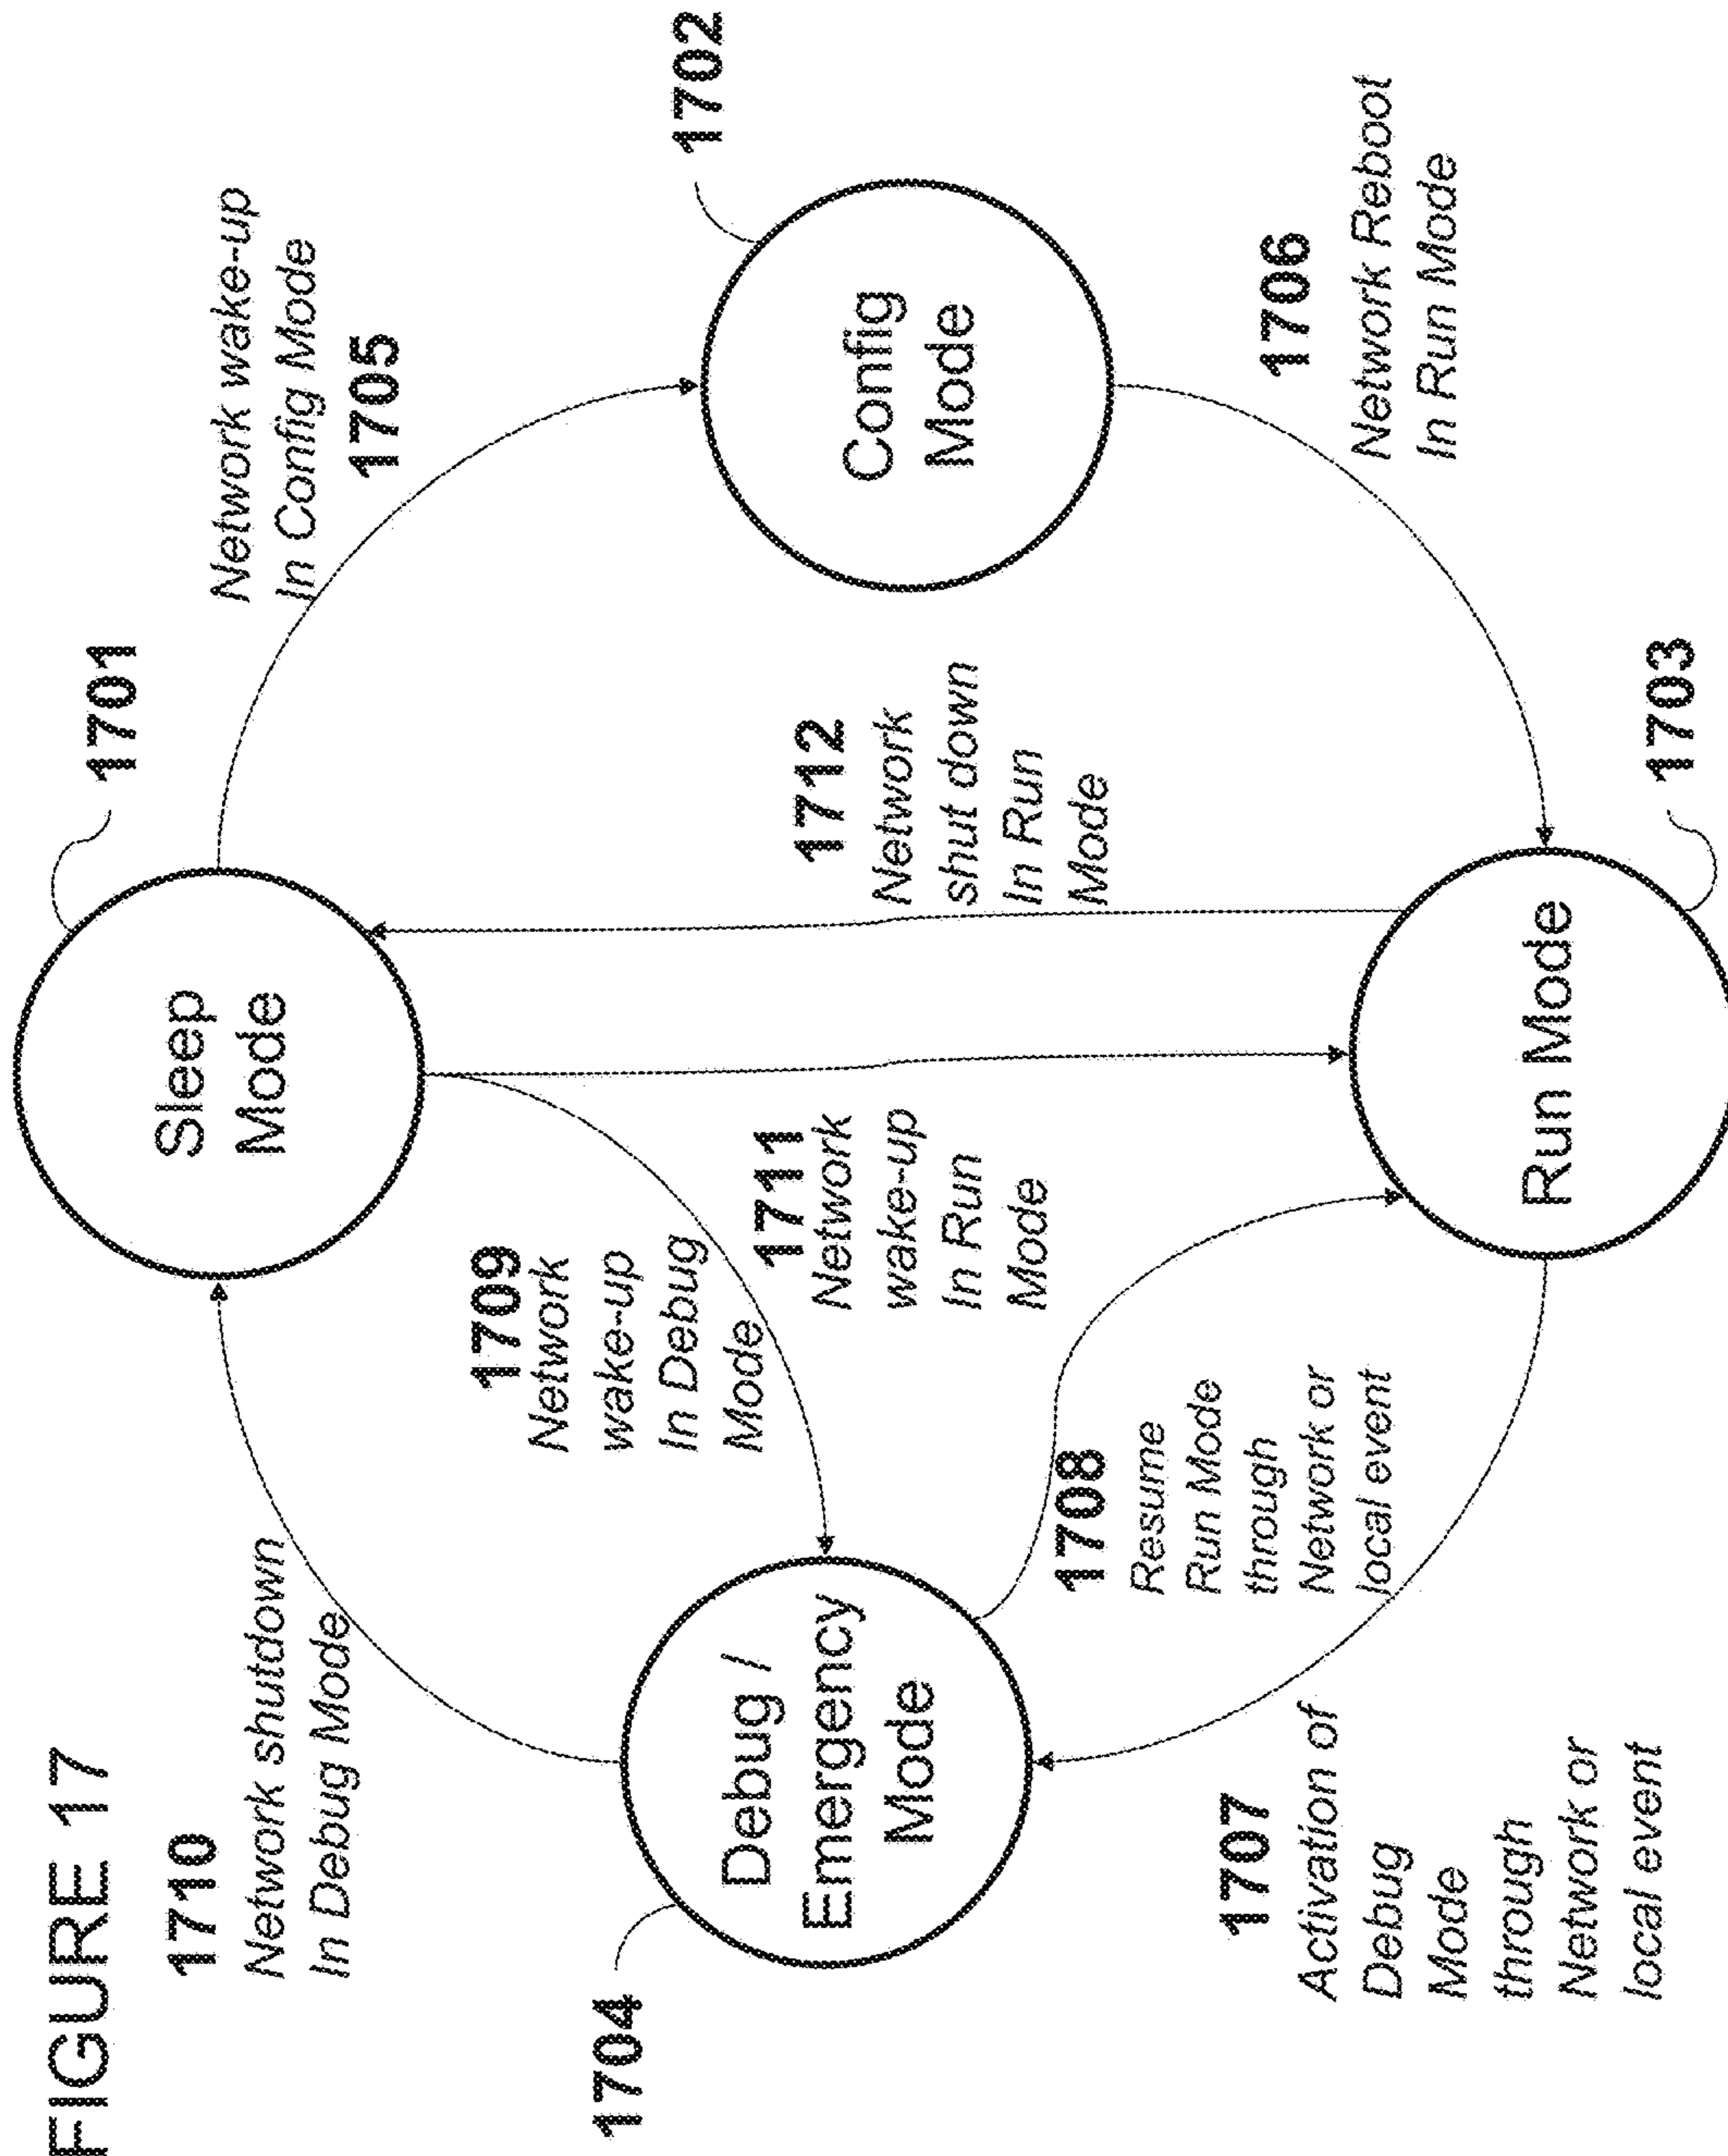 FIGURE 17
1710
Network shutdown
In Debug Mode
1701
Sleep
Mode
Network wake-up
In Config Mode
1705
1709
Network
wake-up
In Debug
Mode
1704
Debug /
Emergency
Mode
1711
Network
wake-up
In Run
Mode
1712
Network
shut down
In Run
Mode
1702
Config
Mode
1708
Resume
Run Mode
through
Network or
local event
1707
Activation of
Debug
Mode
through
Network or
local event
Run Mode
1703
1706
Network Reboot
In Run Mode